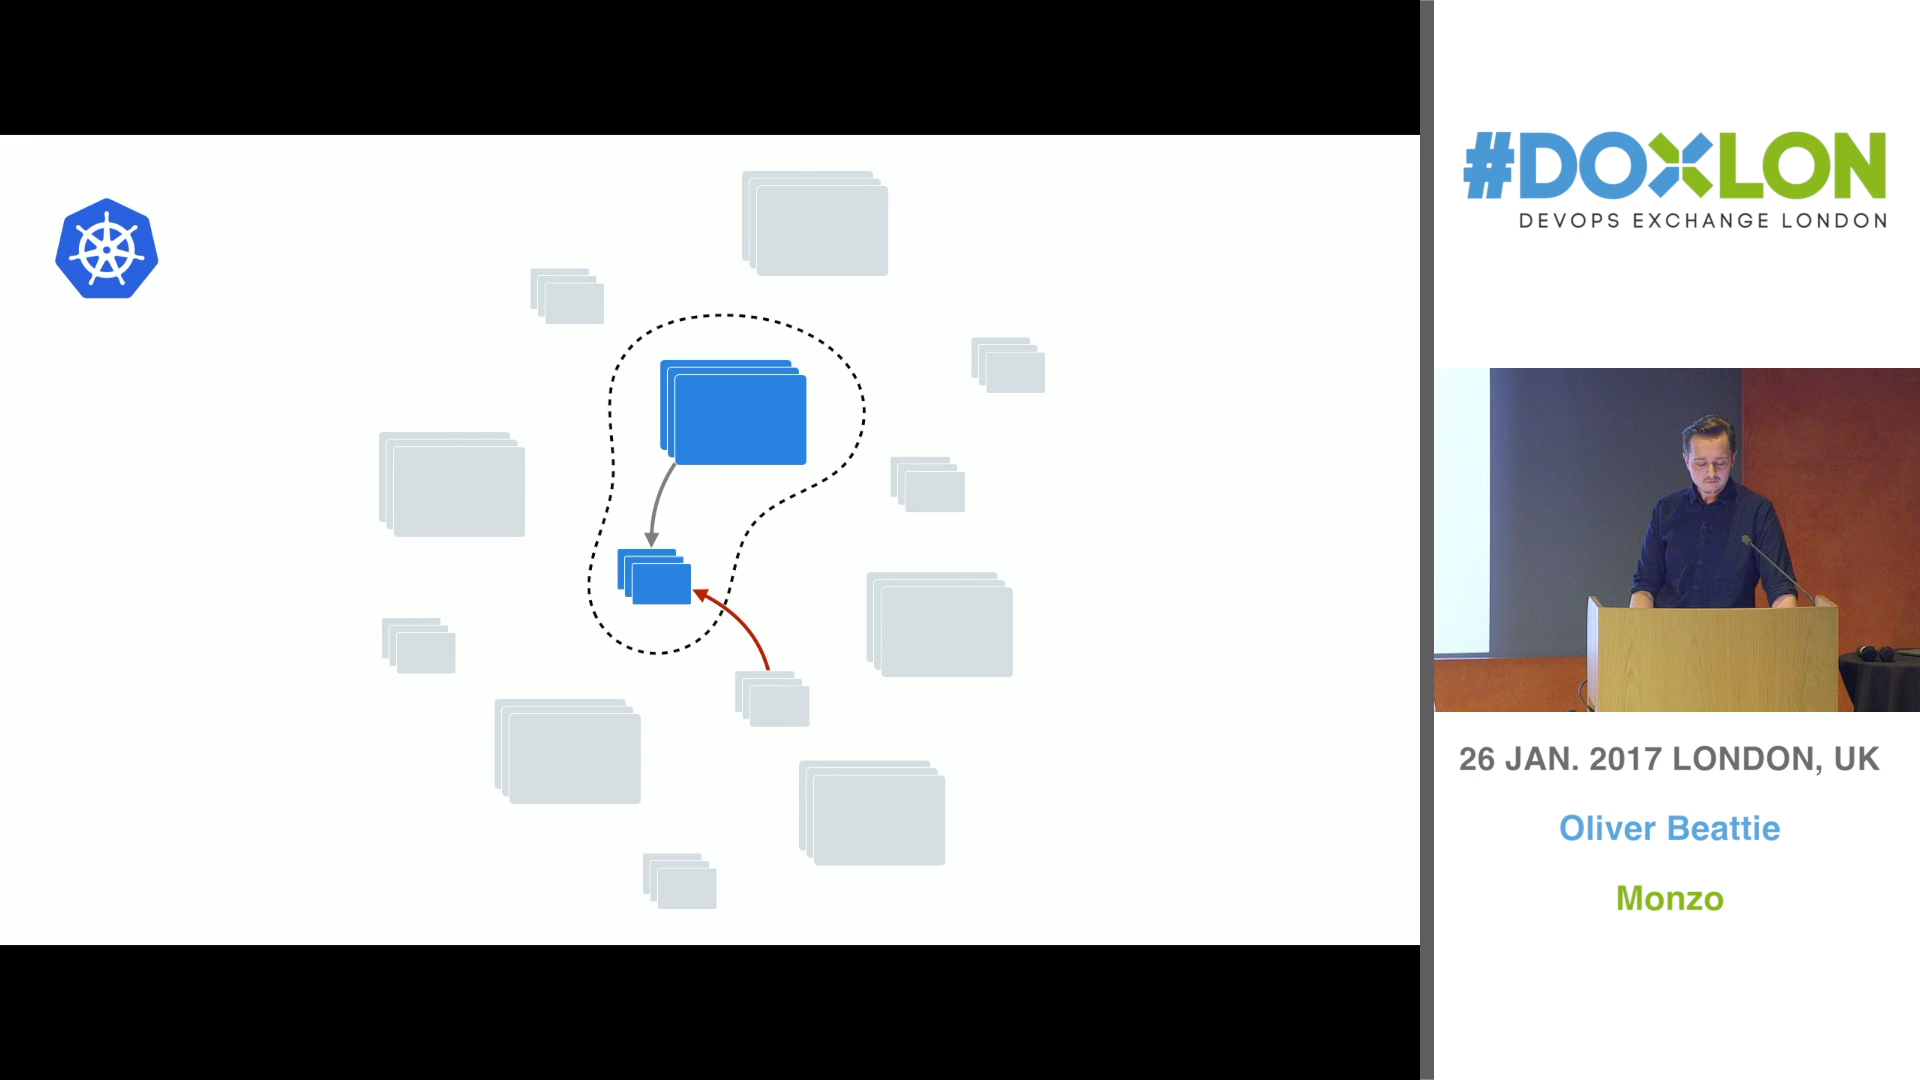 #DOXLON
DEVOPS EXCHANGE LONDON
26 JAN. 2017 LONDON, UK
Oliver Beattie
Monzo